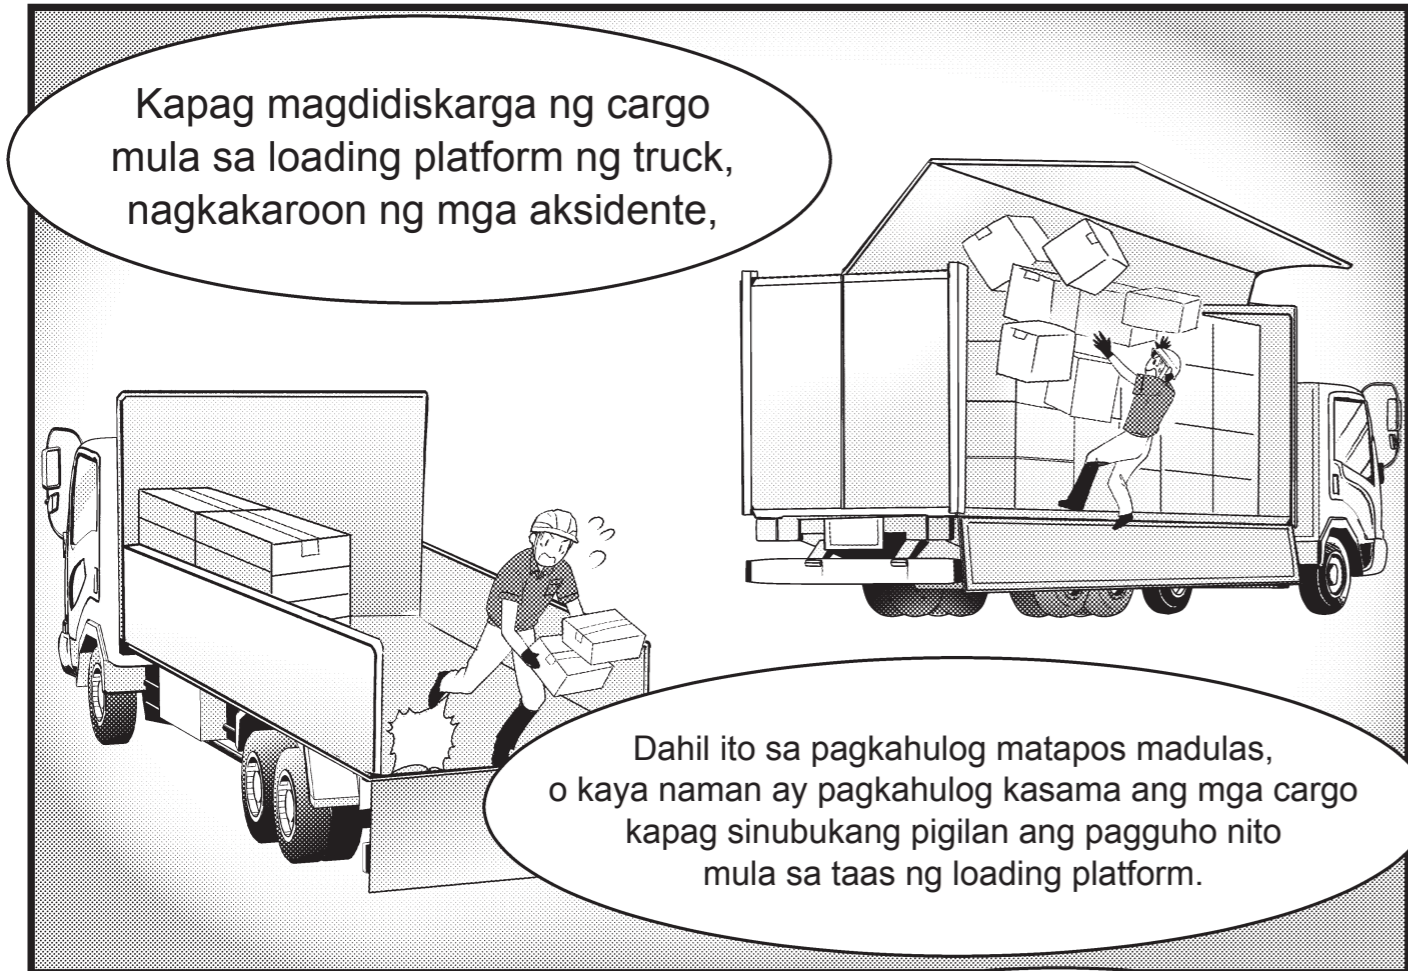 Kapag magdidiskarga ng cargo
mula sa loading platform ng truck,
nagkakaroon ng mga aksidente,
Dahil ito sa pagkahulog matapos madulas,
o kaya naman ay pagkahulog kasama ang mga cargo
kapag sinubukang pigilan ang pagguho nito
mula sa taas ng loading platform.